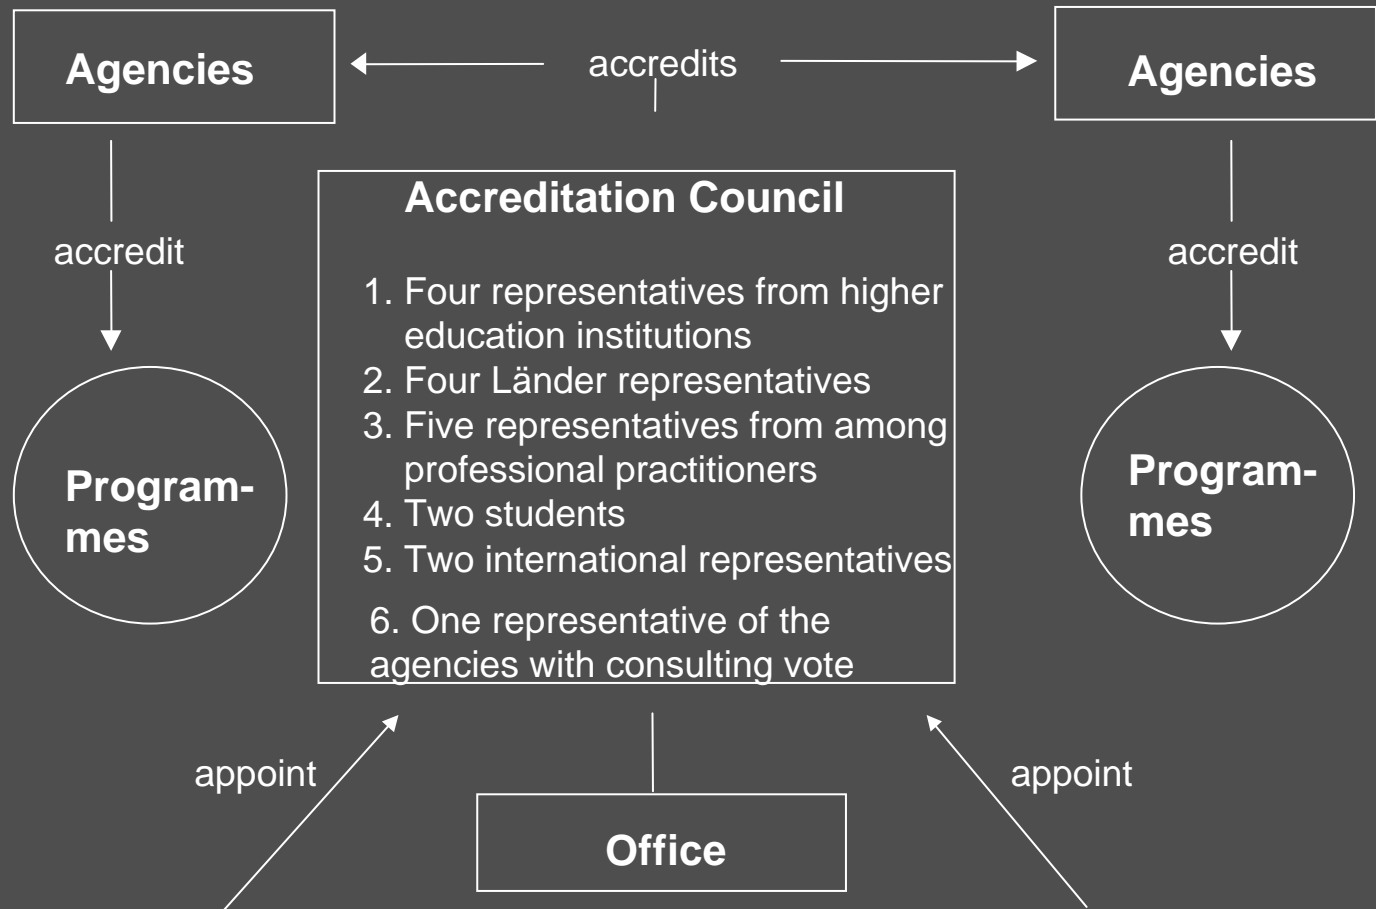 Agencies
accredits
Agencies
Accreditation Council
accredit
accredit
1. Four representatives from higher
education institutions
2. Four Länder representatives
3. Five representatives from among
professional practitioners
4. Two students
5. Two international representatives
6. One representative of the
agencies with consulting vote
Program-
mes
Program-
mes
appoint
appoint
Office